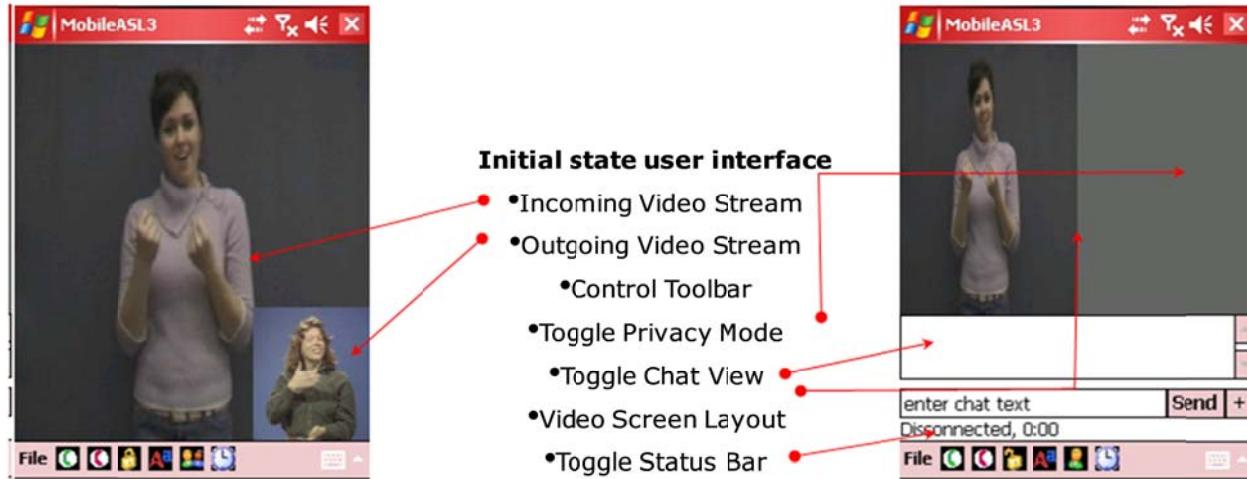 MobileASL3
File
Initial state user interface
•Incoming Video Stream
•Outgoing Video Stream
•Control Toolbar
•Toggle Privacy Mode
•Toggle Chat View
•Video Screen Layout
•Toggle Status Bar
MobileASL3
enter chat text
Send +
Disconnected, 0:00
File